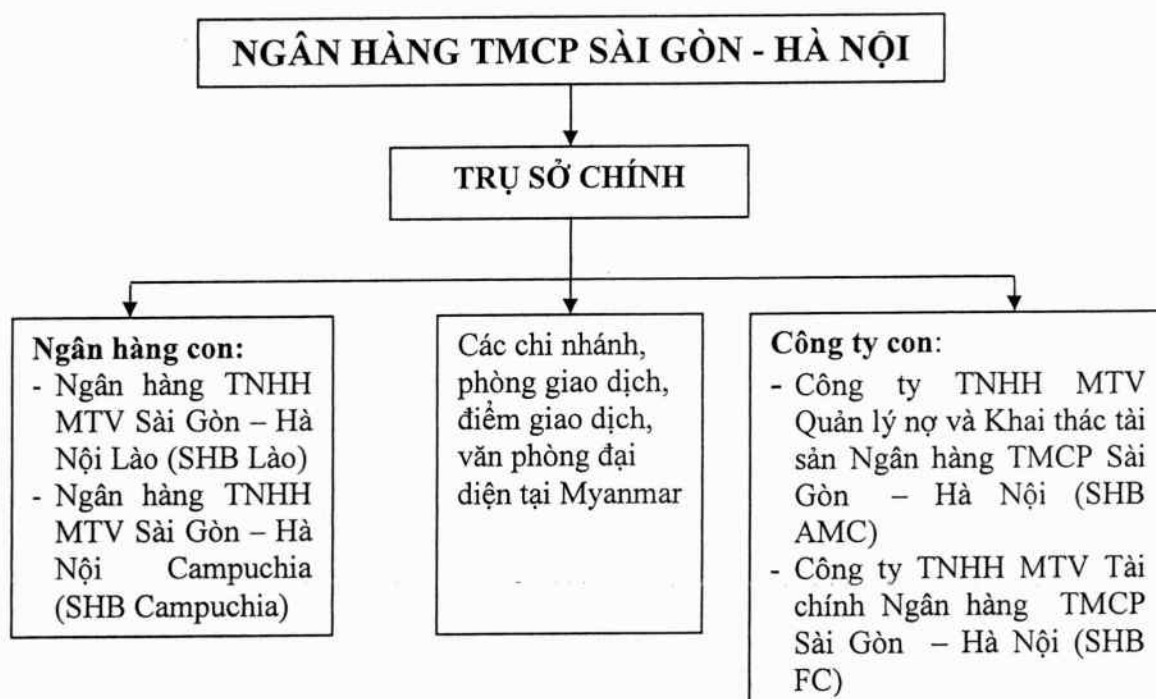 NGÂN HÀNG TMCP SÀI GÒN - HÀ NỘI
TRỤ SỞ CHÍNH
Ngân hàng con:
- Ngân hàng TNHH
MTV Sài Gòn – Hà
Nội Lào (SHB Lào)
- Ngân hàng TNHH
MTV Sài Gòn – Hà
Nội Campuchia
(SHB Campuchia)
Các chi nhánh,
phòng giao dịch,
điểm giao dịch,
văn phòng đại
diện tại Myanmar
Công ty con:
- Công ty TNHH MTV
Quản lý nợ và Khai thác tài
sản Ngân hàng TMCP Sài
Gòn – Hà Nội (SHB
AMC)
- Công ty TNHH MTV Tài
chính Ngân hàng TMCP
Sài Gòn – Hà Nội (SHB
FC)